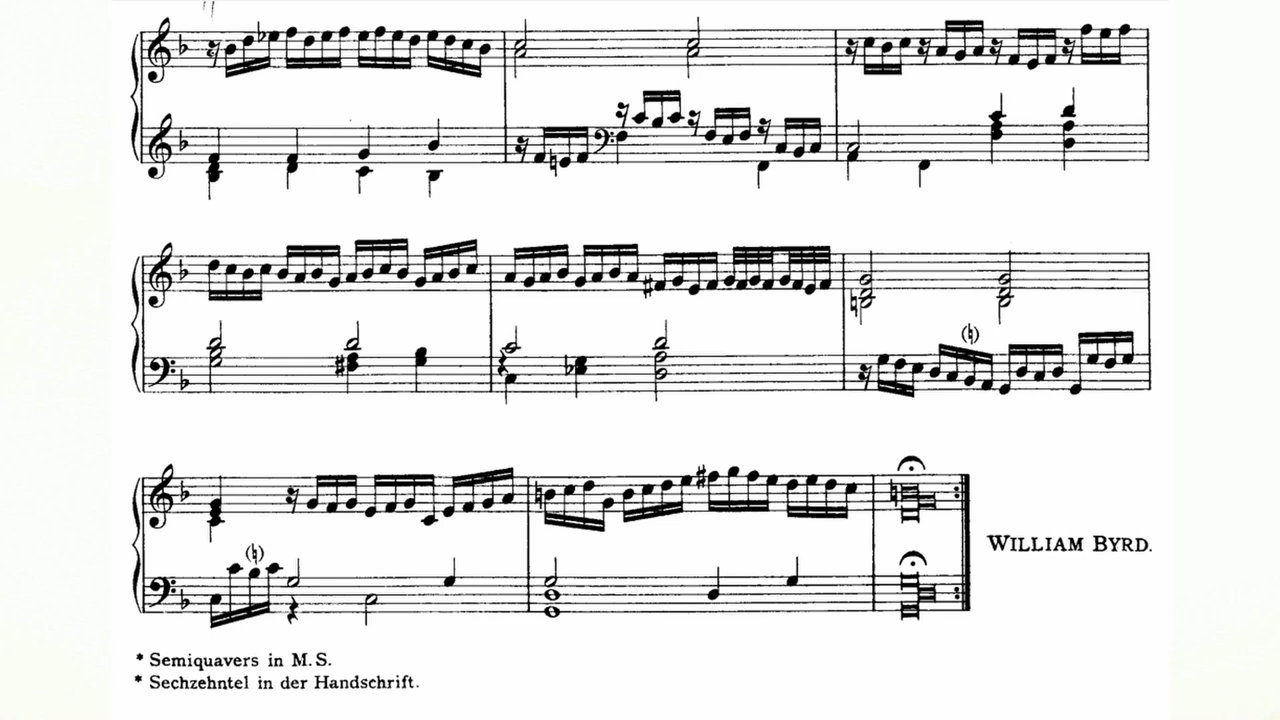 WILLIAM BYRD.
* Semiquavers in M.S.
* Sechzehntel in der Handschrift.